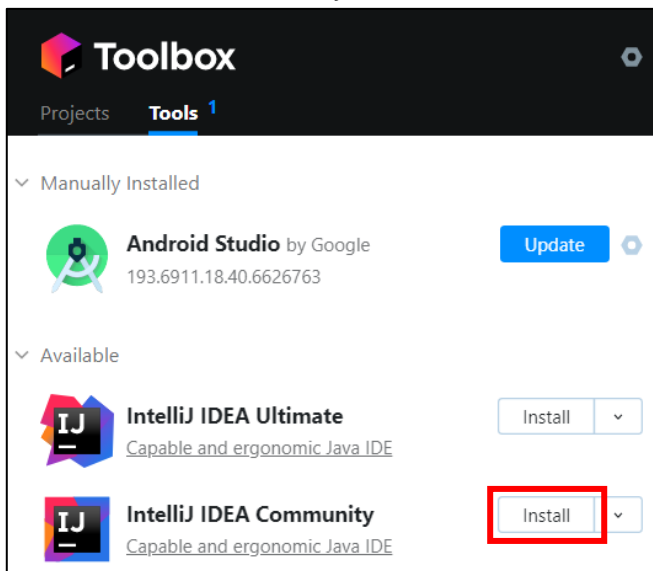 Toolbox
Projects Tools 1
Manually Installed
Android Studio by Google Update
193.6911.18.40.6626763
Available
IJ IntelliJ IDEA Ultimate Install
Capable and ergonomic Java IDE
IJ IntelliJ IDEA Community Install
Capable and ergonomic Java IDE